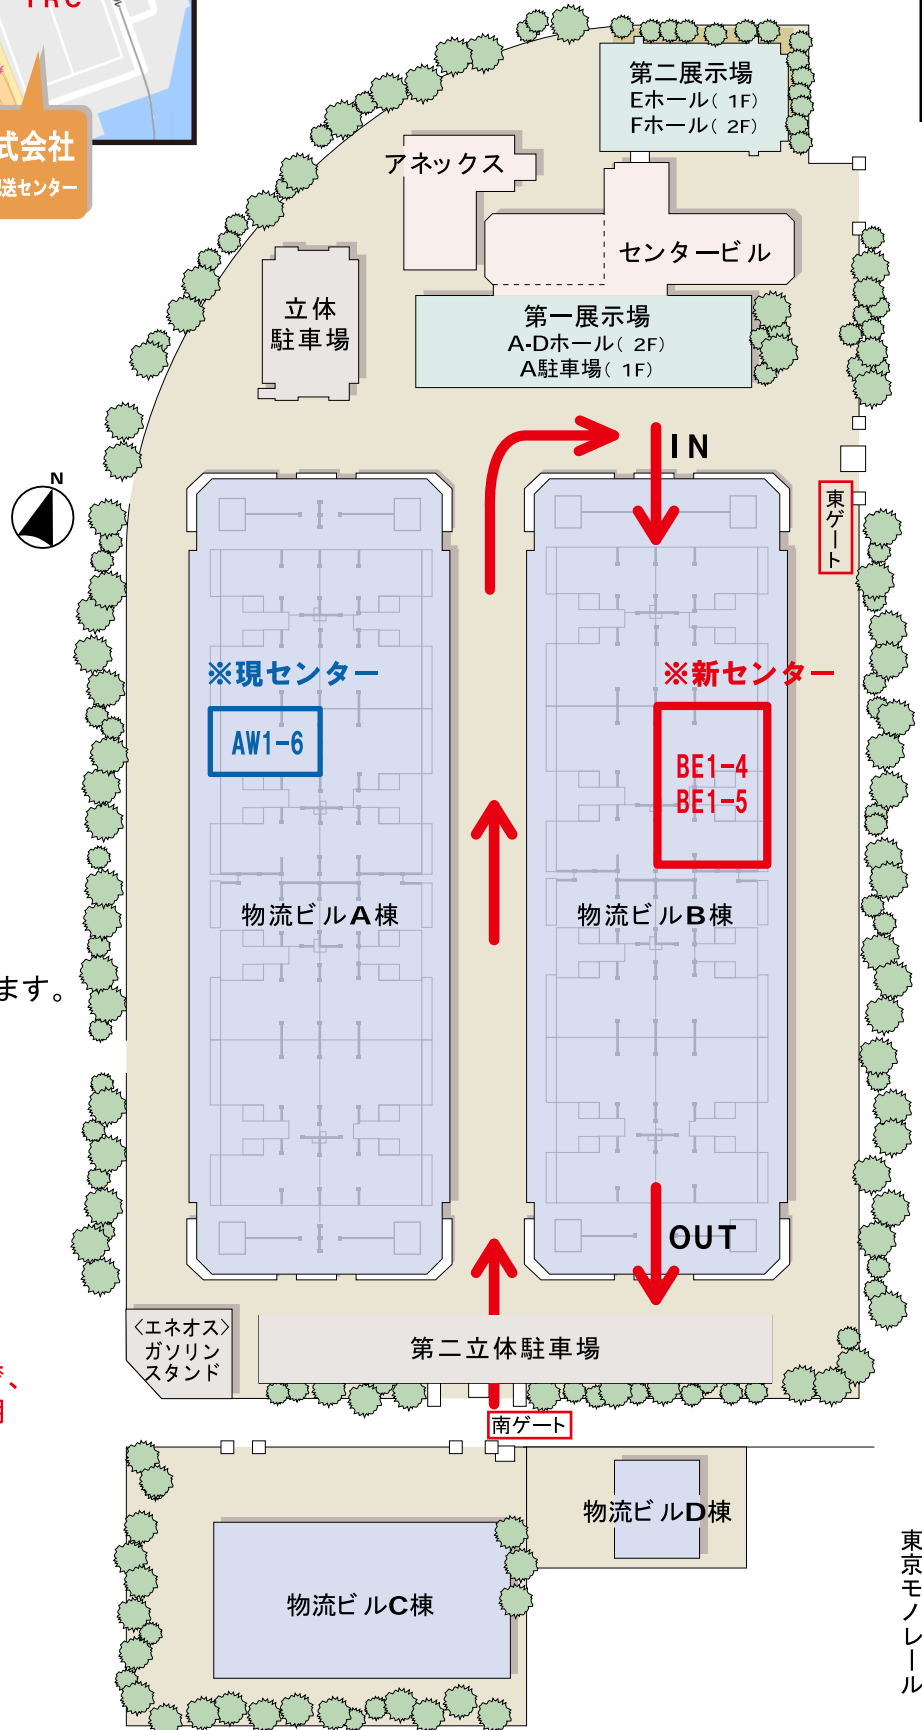 TRC
式会社
配送センター
第二展示場
Eホール( 1F)
Fホール( 2F)
アネックス
センタービル
立体
駐車場
第一展示場
A-Dホール( 2F)
A駐車場( 1F)
IN
N
東ゲート
※現センター
AW1-6
※新センター
BE1-4
BE1-5
物流ビルA棟
物流ビルB棟
ます。
OUT
〈エネオス〉
ガソリン
スタンド
第二立体駐車場
南ゲート
物流ビルD棟
物流ビルC棟
東京モノレール